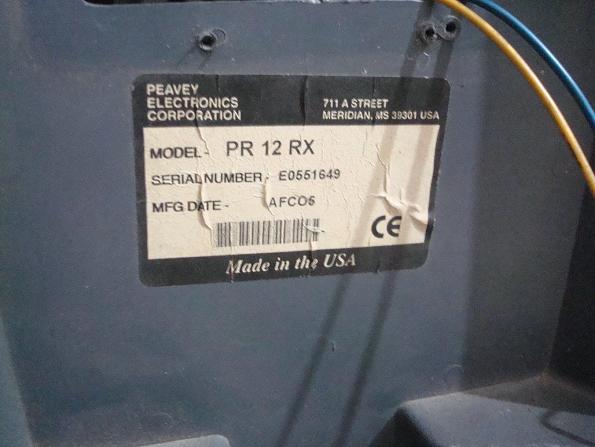 PEAVEY
ELECTRONICS
CORPORATION
711 A STREET
MERIDIAN, MS 39301 USA
MODEL - PR 12 RX
SERIAL NUMBER - E0551649
MFG DATE - AFCO5
CE
Made in the USA